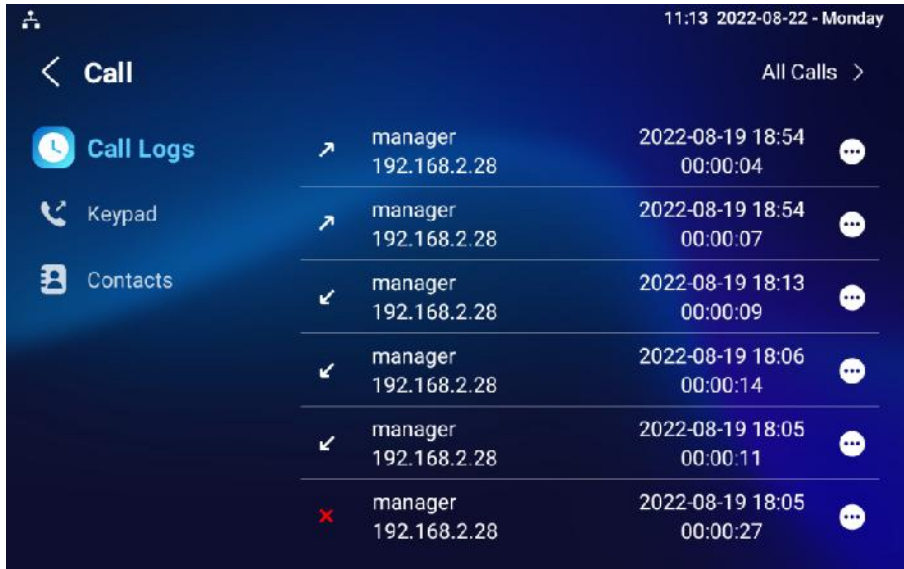 11:13 2022-08-22 - Monday
Call
All Calls
Call Logs
Keypad
Contacts
manager 2022-08-19 18:54
192.168.2.28 00:00:04
manager 2022-08-19 18:54
192.168.2.28 00:00:07
manager 2022-08-19 18:13
192.168.2.28 00:00:09
manager 2022-08-19 18:06
192.168.2.28 00:00:14
manager 2022-08-19 18:05
192.168.2.28 00:00:11
manager 2022-08-19 18:05
192.168.2.28 00:00:27